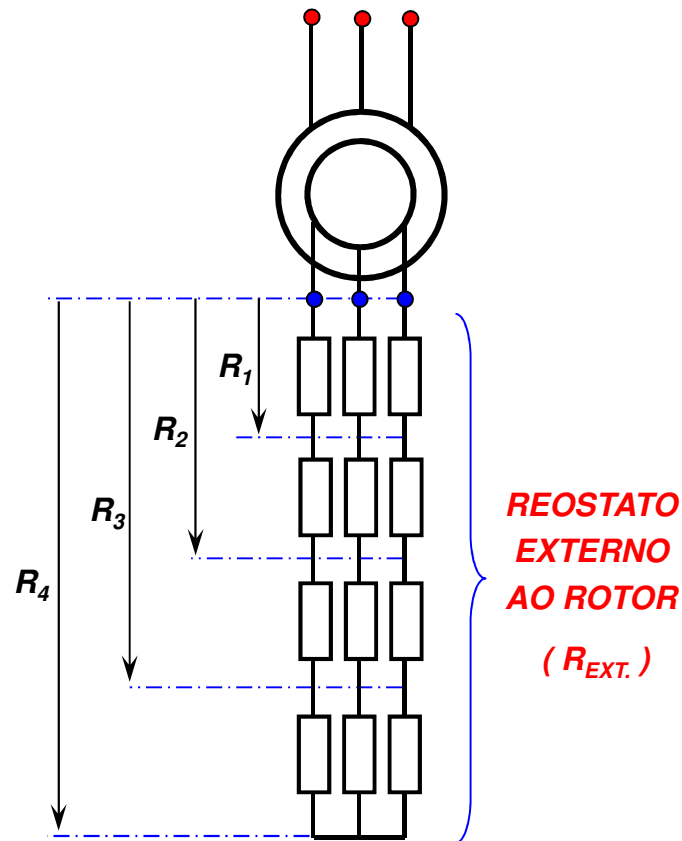 R1
R2
R3
R4
REOSTATO
EXTERNO
AO ROTOR
( REXT. )